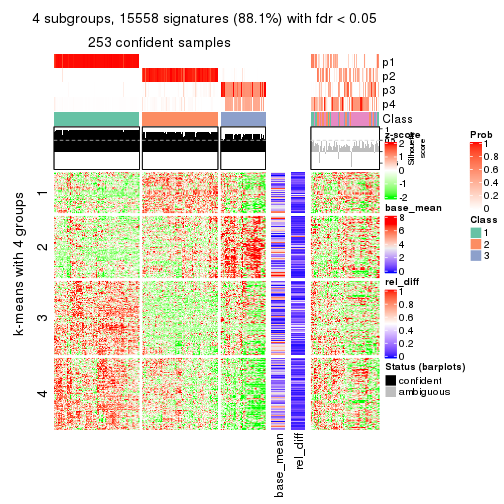 4 subgroups, 15558 signatures (88.1%) with fdr < 0.05
253 confident samples
p1
p2
p3
p4
Class
1
Silhouette
score
k-means with 4 groups
1
2
3
4
base_mean
rel_diff
z-score
2
1
0
-1
-2
base_mean
8
6
4
2
0
rel_diff
1
0.8
0.6
0.4
0.2
0
Status (barplots)
confident
ambiguous
Prob
1
0.8
0.6
0.4
0.2
0
Class
1
2
3